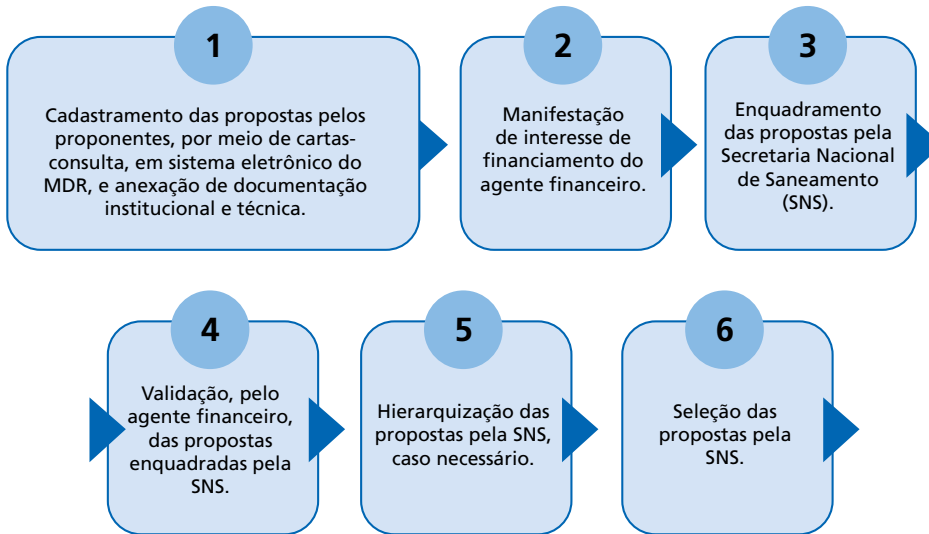 1
Cadastramento das propostas pelos
proponentes, por meio de cartas-
consulta, em sistema eletrônico do
MDR, e anexação de documentação
institucional e técnica.
2
Manifestação
de interesse de
financiamento do
agente financeiro.
3
Enquadramento
das propostas pela
Secretaria Nacional
de Saneamento
(SNS).
4
Validação, pelo
agente financeiro,
das propostas
enquadradas pela
SNS.
5
Hierarquização das
propostas pela SNS,
caso necessário.
6
Seleção das
propostas pela
SNS.